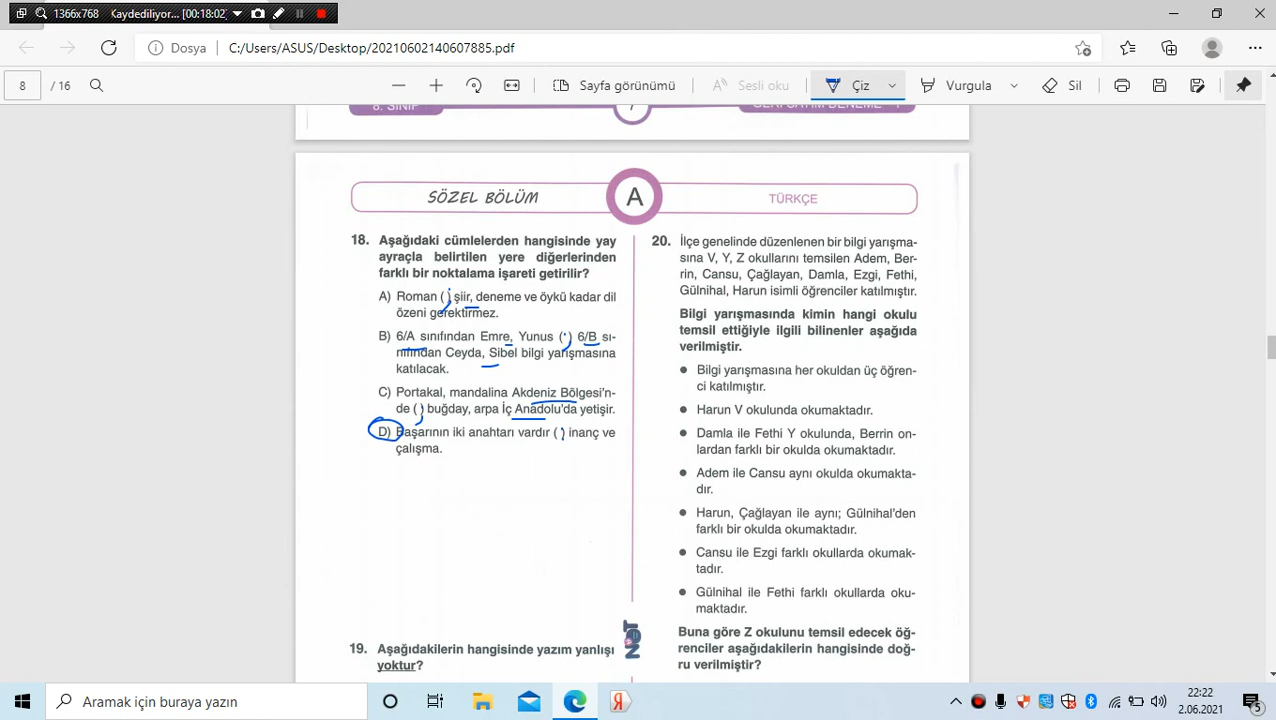 1366x768 Kaydediliyor... [00:18:02]
Dosya C:/Users/ASUS/Desktop/20210602140607885.pdf
8 / 16 Sayfa görünümü Sesli oku Çiz Vurgula Sil
8. SINIF
7
SÖZEL BÖLÜM A TÜRKÇE
18. Aşağıdaki cümlelerden hangisinde yay
ayraçla belirtilen yere diğerlerinden
farklı bir noktalama işareti getirilir?
A) Roman ( ) şiir, deneme ve öykü kadar dil
özeni gerektirmez.
B) 6/A sınıfından Emre, Yunus ( ) 6/B sı-
nıfından Ceyda, Sibel bilgi yarışmasına
katılacak.
C) Portakal, mandalina Akdeniz Bölgesi'n-
de ( ) buğday, arpa İç Anadolu'da yetişir.
D) Başarının iki anahtarı vardır ( ) inanç ve
çalışma.
19. Aşağıdakilerin hangisinde yazım yanlışı
yoktur?
Net
20. İlçe genelinde düzenlenen bir bilgi yarışma-
sına V, Y, Z okullarını temsilen Adem, Ber-
rin, Cansu, Çağlayan, Damla, Ezgi, Fethi,
Gülnihal, Harun isimli öğrenciler katılmıştır.
Bilgi yarışmasında kimin hangi okulu
temsil ettiğiyle ilgili bilinenler aşağıda
verilmiştir.
● Bilgi yarışmasına her okuldan üç öğren-
ci katılmıştır.
● Harun V okulunda okumaktadır.
● Damla ile Fethi Y okulunda, Berrin on-
lardan farklı bir okulda okumaktadır.
● Adem ile Cansu aynı okulda okumakta-
dır.
● Harun, Çağlayan ile aynı; Gülnihal'den
farklı bir okulda okumaktadır.
● Cansu ile Ezgi farklı okullarda okumak-
tadır.
● Gülnihal ile Fethi farklı okullarda oku-
maktadır.
Buna göre Z okulunu temsil edecek öğ-
renciler aşağıdakilerin hangisinde doğ-
ru verilmiştir?
Aramak için buraya yazın
22:22
2.06.2021
5